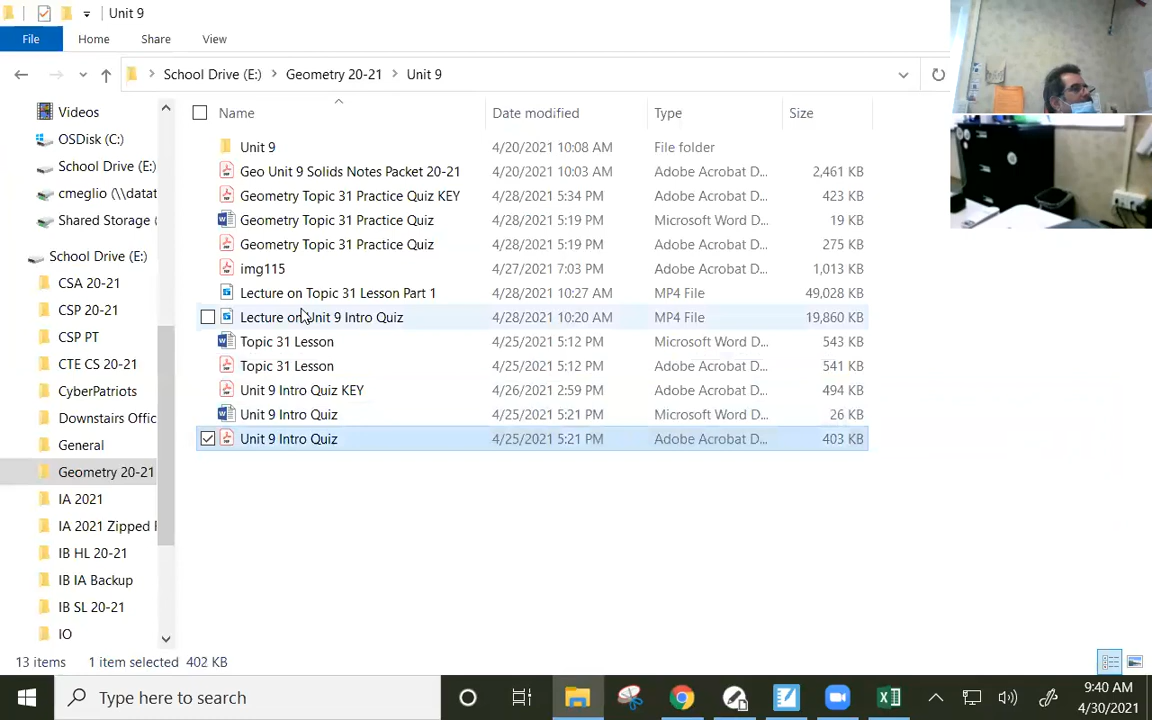 Unit 9
File Home Share View
School Drive (E:) Geometry 20-21 Unit 9
Name Date modified Type Size
Videos
OSDisk (C:)
School Drive (E:)
cmeglio (\\datat
Shared Storage (
School Drive (E:)
CSA 20-21
CSP 20-21
CSP PT
CTE CS 20-21
CyberPatriots
Downstairs Offic
General
Geometry 20-21
IA 2021
IA 2021 Zipped F
IB HL 20-21
IB IA Backup
IB SL 20-21
IO
Unit 9 4/20/2021 10:08 AM File folder
Geo Unit 9 Solids Notes Packet 20-21 4/20/2021 10:03 AM Adobe Acrobat D... 2,461 KB
Geometry Topic 31 Practice Quiz KEY 4/28/2021 5:34 PM Adobe Acrobat D... 423 KB
Geometry Topic 31 Practice Quiz 4/28/2021 5:19 PM Microsoft Word D... 19 KB
Geometry Topic 31 Practice Quiz 4/28/2021 5:19 PM Adobe Acrobat D... 275 KB
img115 4/27/2021 7:03 PM Adobe Acrobat D... 1,013 KB
Lecture on Topic 31 Lesson Part 1 4/28/2021 10:27 AM MP4 File 49,028 KB
Lecture on Unit 9 Intro Quiz 4/28/2021 10:20 AM MP4 File 19,860 KB
Topic 31 Lesson 4/25/2021 5:12 PM Microsoft Word D... 543 KB
Topic 31 Lesson 4/25/2021 5:12 PM Adobe Acrobat D... 541 KB
Unit 9 Intro Quiz KEY 4/26/2021 2:59 PM Adobe Acrobat D... 494 KB
Unit 9 Intro Quiz 4/25/2021 5:21 PM Microsoft Word D... 26 KB
Unit 9 Intro Quiz 4/25/2021 5:21 PM Adobe Acrobat D... 403 KB
13 items 1 item selected 402 KB
Type here to search
9:40 AM
4/30/2021